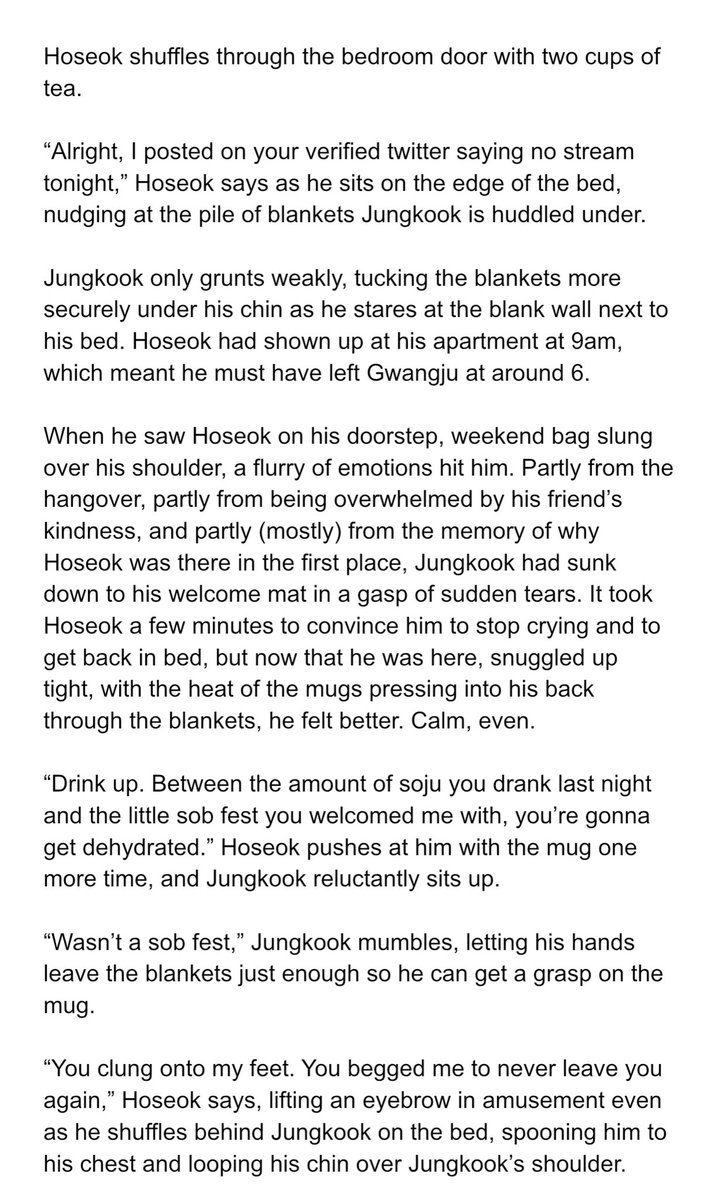 Hoseok shuffles through the bedroom door with two cups of
tea.
“Alright, I posted on your verified twitter saying no stream
tonight,” Hoseok says as he sits on the edge of the bed,
nudging at the pile of blankets Jungkook is huddled under.
Jungkook only grunts weakly, tucking the blankets more
securely under his chin as he stares at the blank wall next to
his bed. Hoseok had shown up at his apartment at 9am,
which meant he must have left Gwangju at around 6.
When he saw Hoseok on his doorstep, weekend bag slung
over his shoulder, a flurry of emotions hit him. Partly from the
hangover, partly from being overwhelmed by his friend’s
kindness, and partly (mostly) from the memory of why
Hoseok was there in the first place, Jungkook had sunk
down to his welcome mat in a gasp of sudden tears. It took
Hoseok a few minutes to convince him to stop crying and to
get back in bed, but now that he was here, snuggled up
tight, with the heat of the mugs pressing into his back
through the blankets, he felt better. Calm, even.
“Drink up. Between the amount of soju you drank last night
and the little sob fest you welcomed me with, you’re gonna
get dehydrated.” Hoseok pushes at him with the mug one
more time, and Jungkook reluctantly sits up.
“Wasn’t a sob fest,” Jungkook mumbles, letting his hands
leave the blankets just enough so he can get a grasp on the
mug.
“You clung onto my feet. You begged me to never leave you
again,” Hoseok says, lifting an eyebrow in amusement even
as he shuffles behind Jungkook on the bed, spooning him to
his chest and looping his chin over Jungkook’s shoulder.